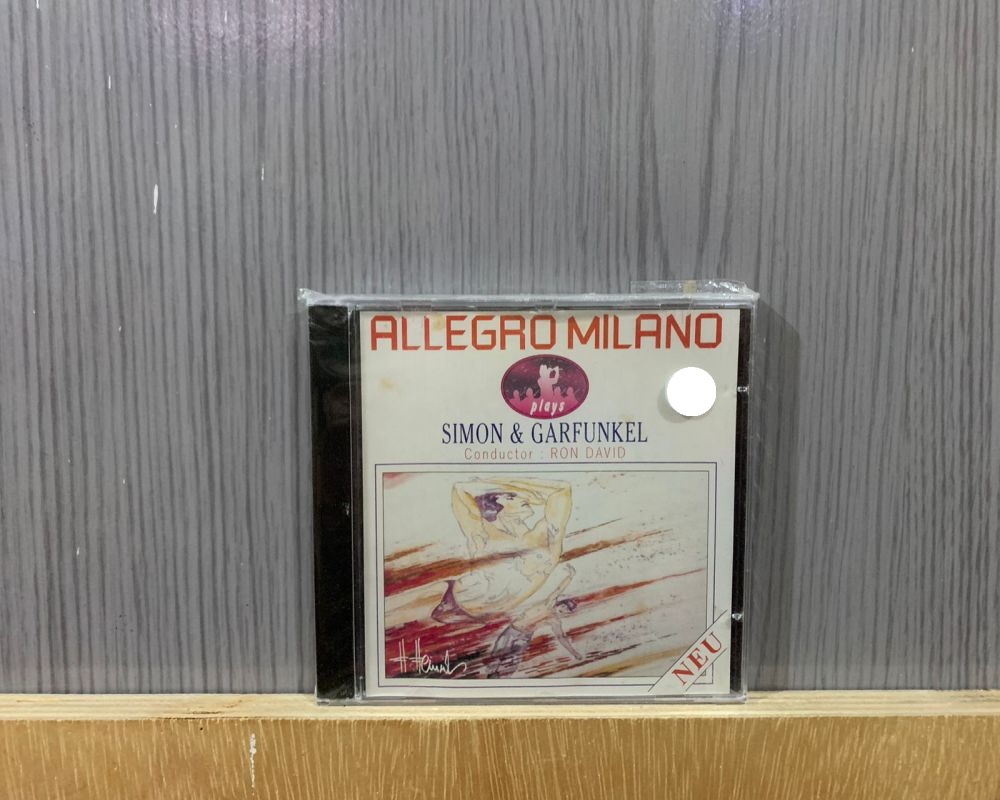 ALLEGRO MILANO
plays
SIMON & GARFUNKEL
Conductor : RON DAVID
NEU